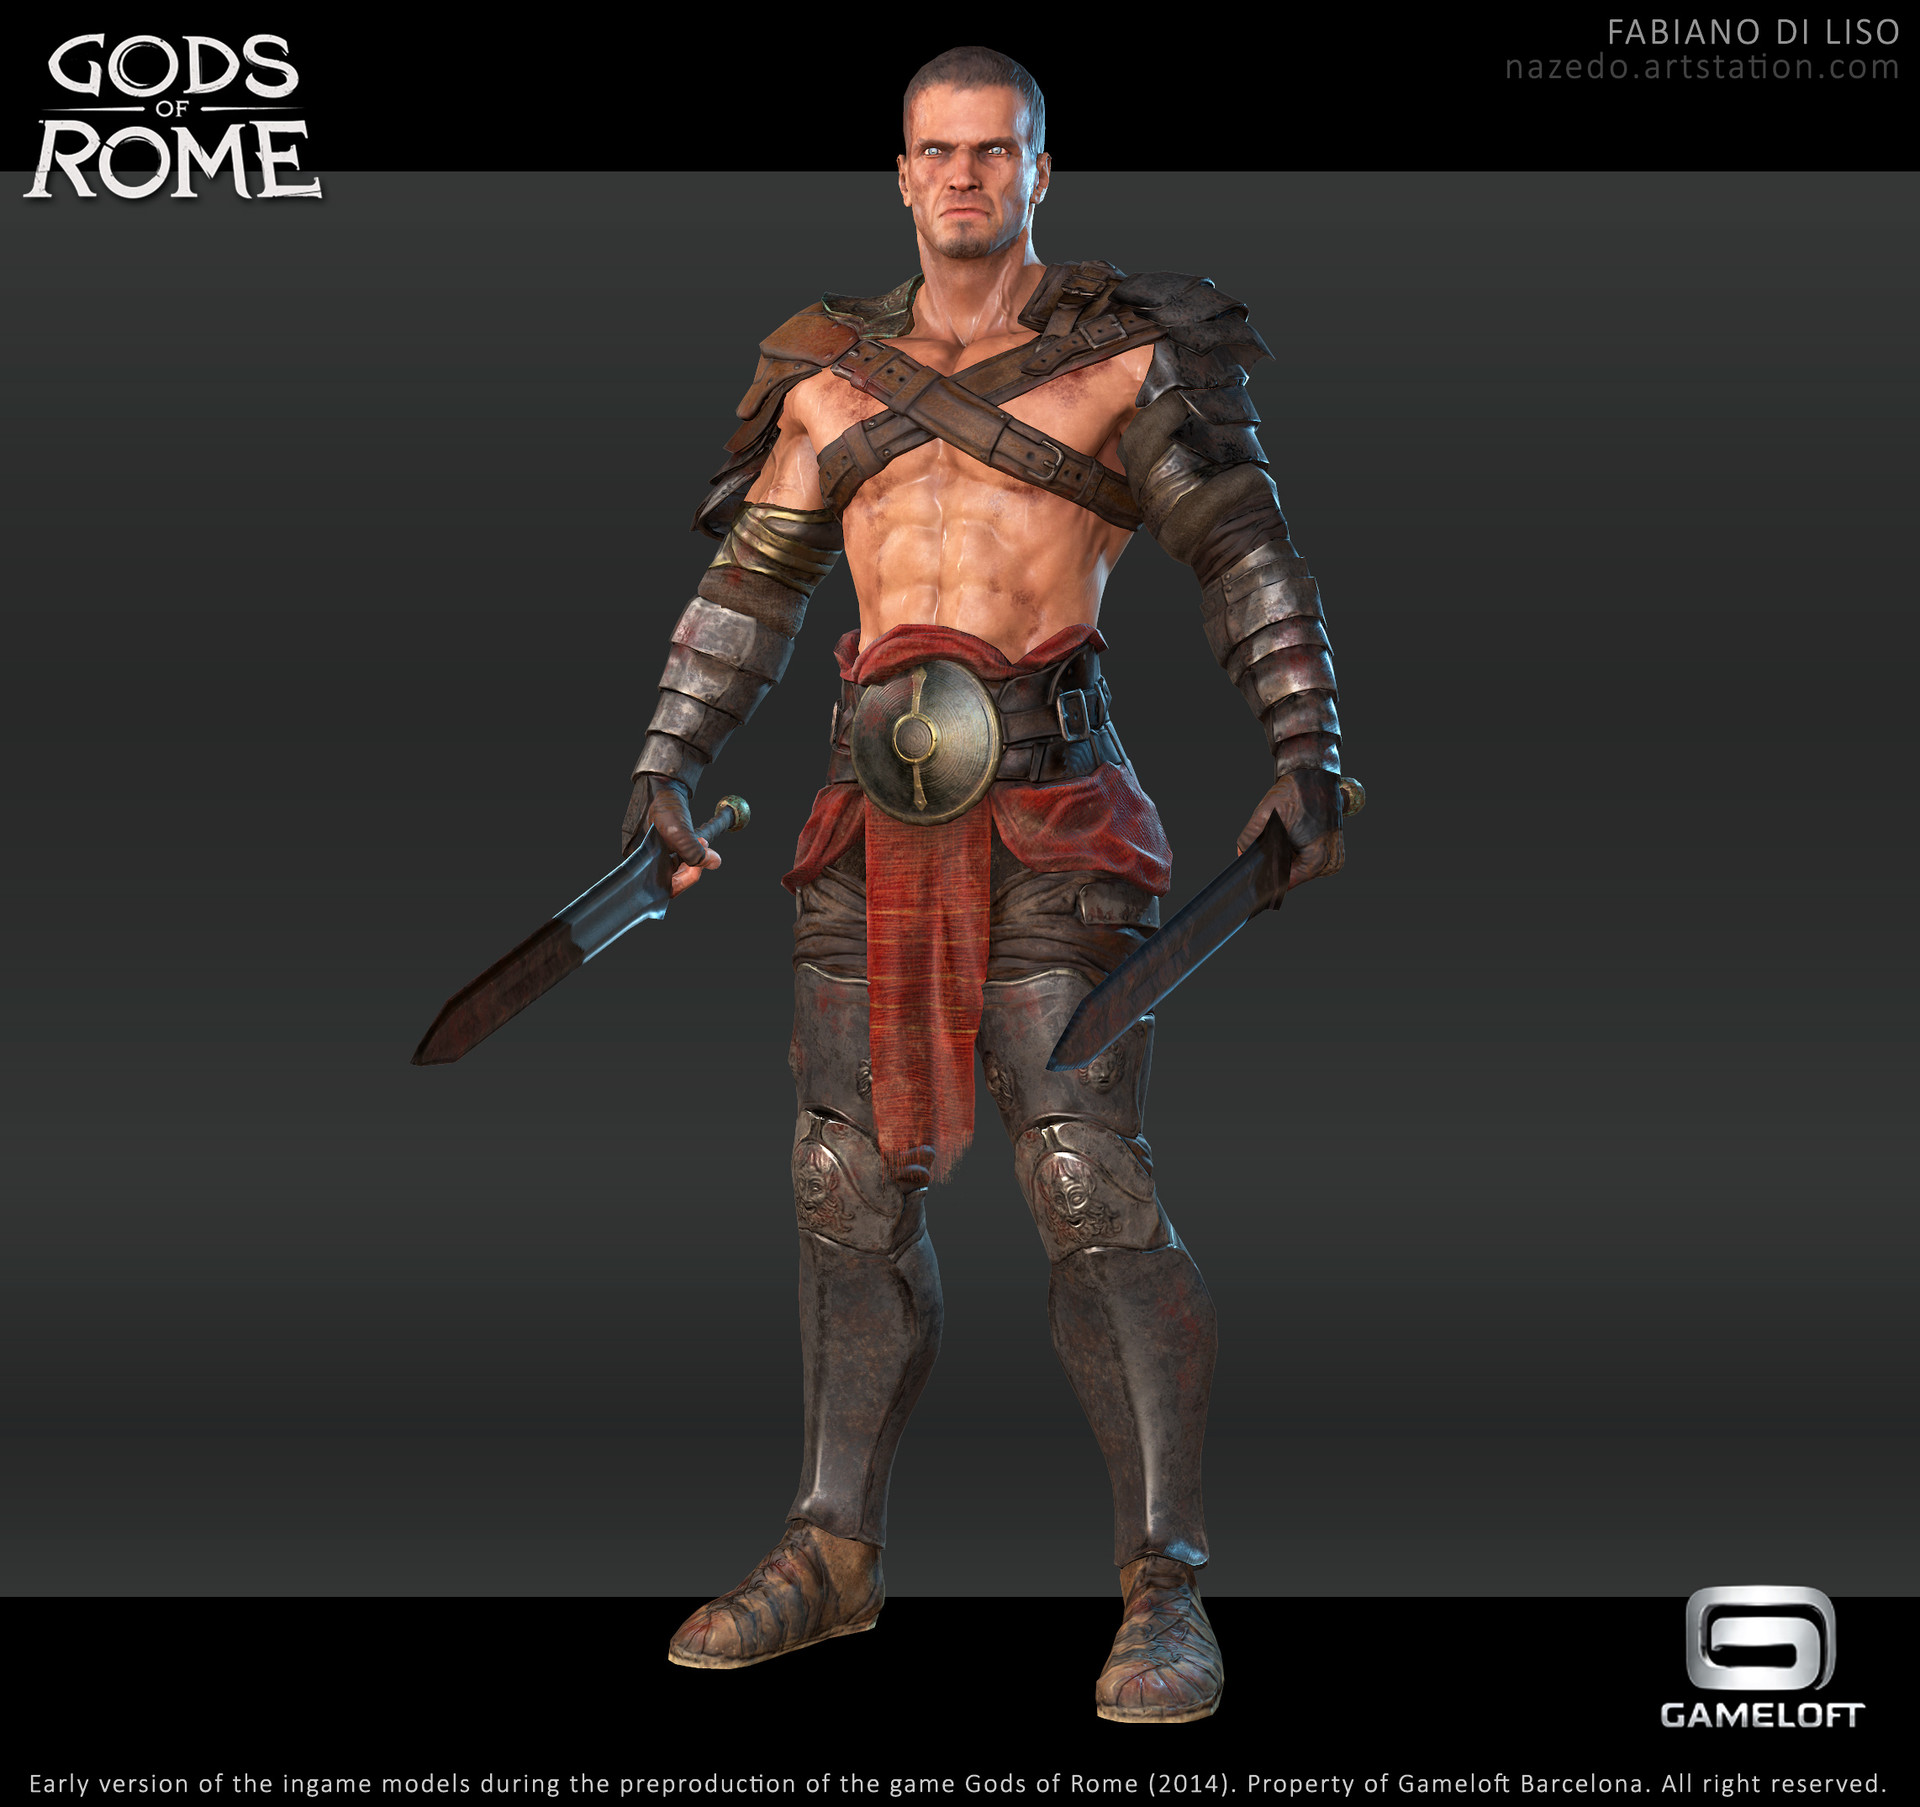 GODS
OF
ROME
FABIANO DI LISO
nazedo.artstation.com
GAMELOFT
Early version of the ingame models during the preproduction of the game Gods of Rome (2014). Property of Gameloft Barcelona. All right reserved.